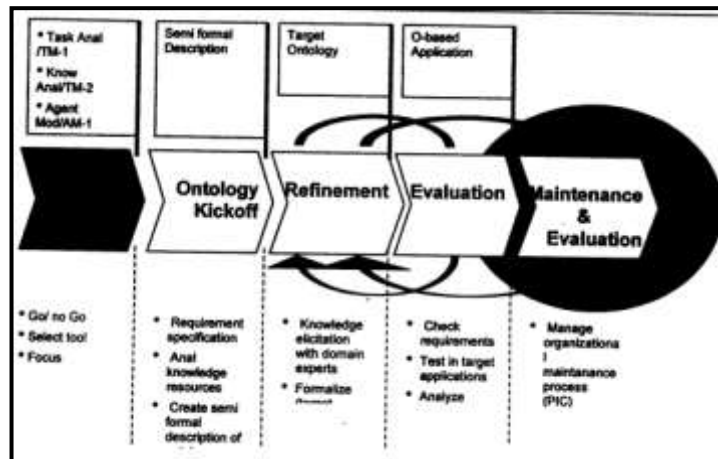 * Task Anal
/TM-1
* Know
Anal/TM-2
* Agent
Mod/AM-1
Semi formal
Description
Target
Ontology
O-based
Application
Ontology
Kickoff
Refinement
Evaluation
Maintenance
&
Evaluation
* Go/ no Go
* Select tool
* Focus
* Requirement
specification
* Anal
knowledge
resources
* Create semi
formal
description of
* Knowledge
elicitation
with domain
experts
* Formalize
* Check
requirements
* Test in target
applications
* Analyze
* Manage
organizationa
l
maintanance
process
(PIC)